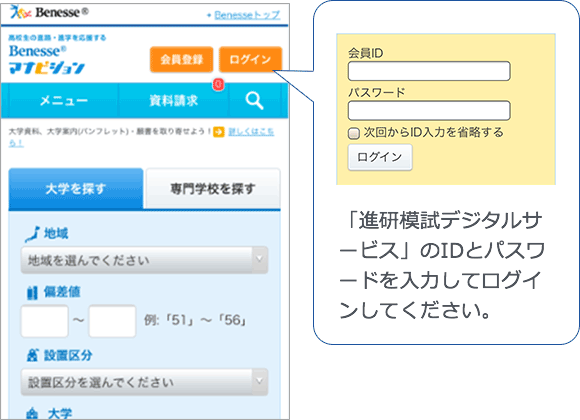 Benesse®
Benesseトップ
高校生の進路・進学を応援する
Benesse®
マナビジョン
会員登録
ログイン
メニュー
資料請求
0
大学資料、大学案内(パンフレット)・願書を取り寄せよう！ 詳しくはこち
ら！
大学を探す
専門学校を探す
地域
地域を選んでください
偏差値
～ 例:「51」～「56」
設置区分
設置区分を選んでください
大学
会員ID
パスワード
次回からID入力を省略する
ログイン
「進研模試デジタルサ
ービス」のIDとパスワ
ードを入力してログイ
ンしてください。